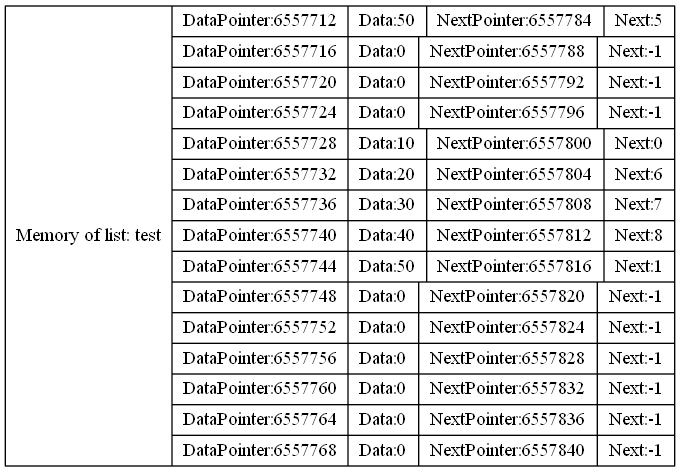 DataPointer:6557712 Data:50 NextPointer:6557784 Next:5
DataPointer:6557716 Data:0 NextPointer:6557788 Next:-1
DataPointer:6557720 Data:0 NextPointer:6557792 Next:-1
DataPointer:6557724 Data:0 NextPointer:6557796 Next:-1
DataPointer:6557728 Data:10 NextPointer:6557800 Next:0
DataPointer:6557732 Data:20 NextPointer:6557804 Next:6
DataPointer:6557736 Data:30 NextPointer:6557808 Next:7
Memory of list: test DataPointer:6557740 Data:40 NextPointer:6557812 Next:8
DataPointer:6557744 Data:50 NextPointer:6557816 Next:1
DataPointer:6557748 Data:0 NextPointer:6557820 Next:-1
DataPointer:6557752 Data:0 NextPointer:6557824 Next:-1
DataPointer:6557756 Data:0 NextPointer:6557828 Next:-1
DataPointer:6557760 Data:0 NextPointer:6557832 Next:-1
DataPointer:6557764 Data:0 NextPointer:6557836 Next:-1
DataPointer:6557768 Data:0 NextPointer:6557840 Next:-1